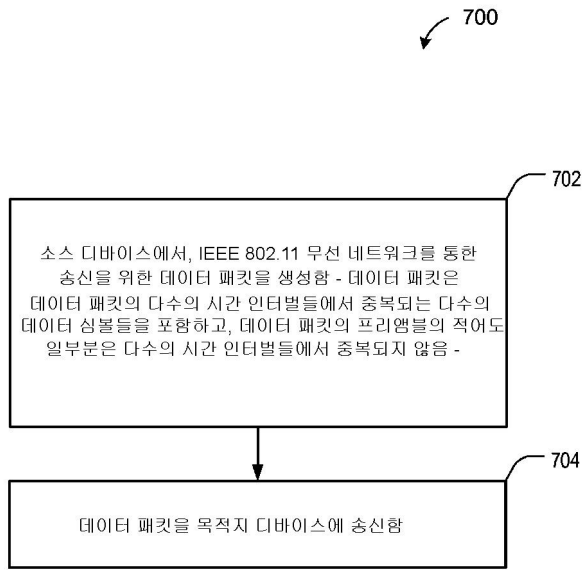 700
702
소스 디바이스에서, IEEE 802.11 무선 네트워크를 통한
송신을 위한 데이터 패킷을 생성함 - 데이터 패킷은
데이터 패킷의 다수의 시간 인터벌들에서 중복되는 다수의
데이터 심볼들을 포함하고, 데이터 패킷의 프리앰블의 적어도
일부분은 다수의 시간 인터벌들에서 중복되지 않음 -
704
데이터 패킷을 목적지 디바이스에 송신함